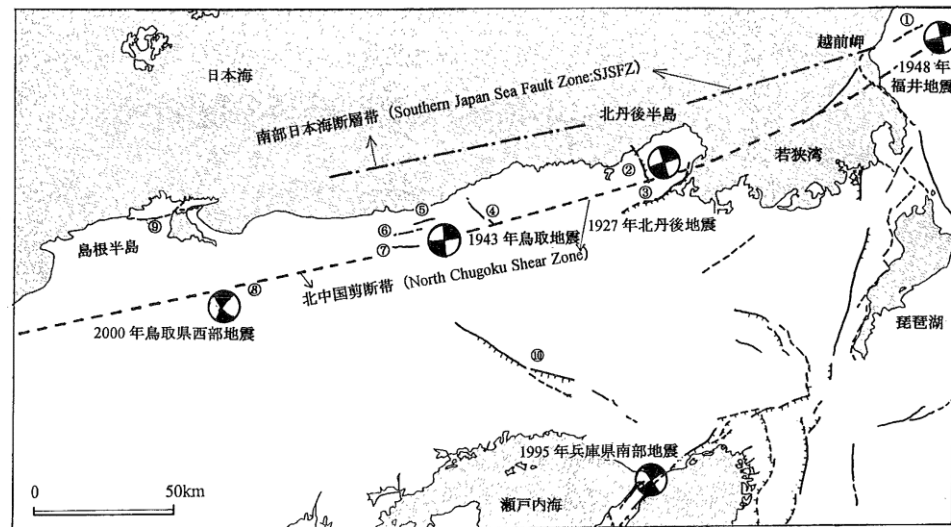 ①
越前岬
日本海
1948 年
福井地震
南部日本海断層帯（Southern Japan Sea Fault Zone:SJSFZ）
北丹後半島
②
若狭湾
③
⑤
④
⑥
⑨
1927 年北丹後地震
島根半島
⑦
1943 年鳥取地震
北中国剪断帯（North Chugoku Shear Zone）
⑧
2000 年鳥取県西部地震
琵琶湖
⑩
1995 年兵庫県南部地震
0
50km
瀬戸内海